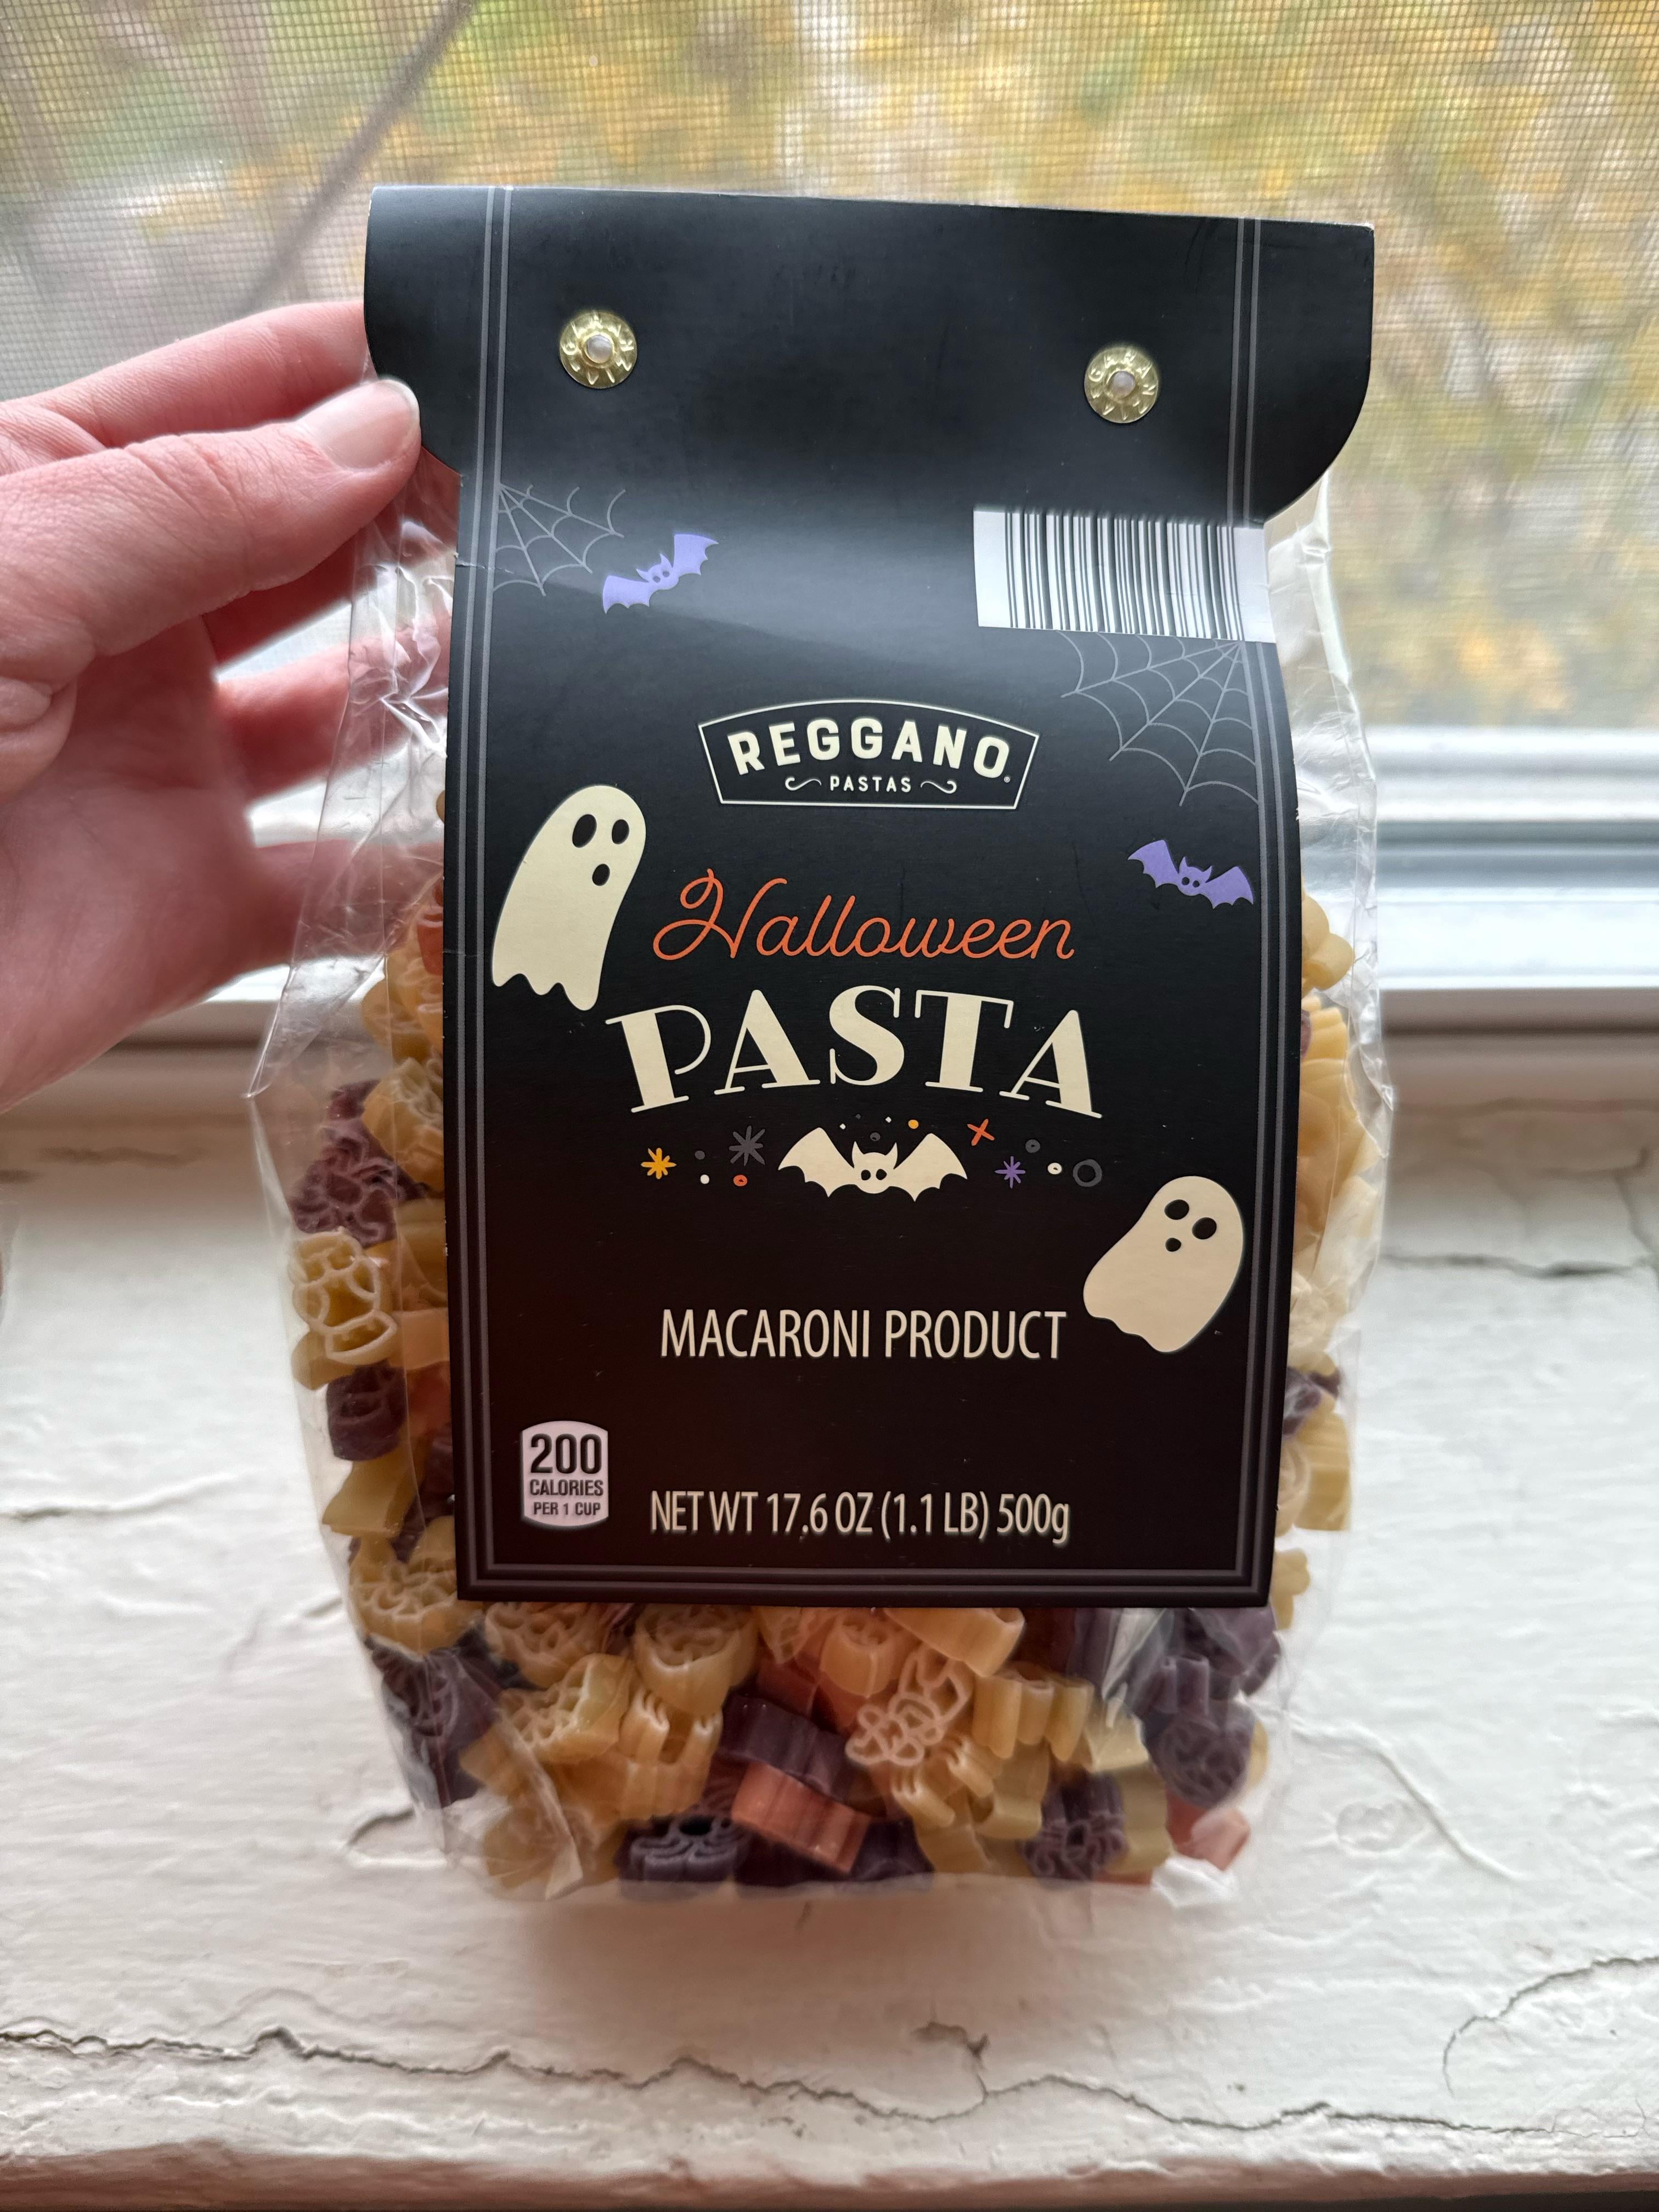 REGGANO
PASTAS
Halloween
PASTA
MACARONI PRODUCT
200
CALORIES
PER 1 CUP
NET WT 17.6 OZ (1.1 LB) 500g